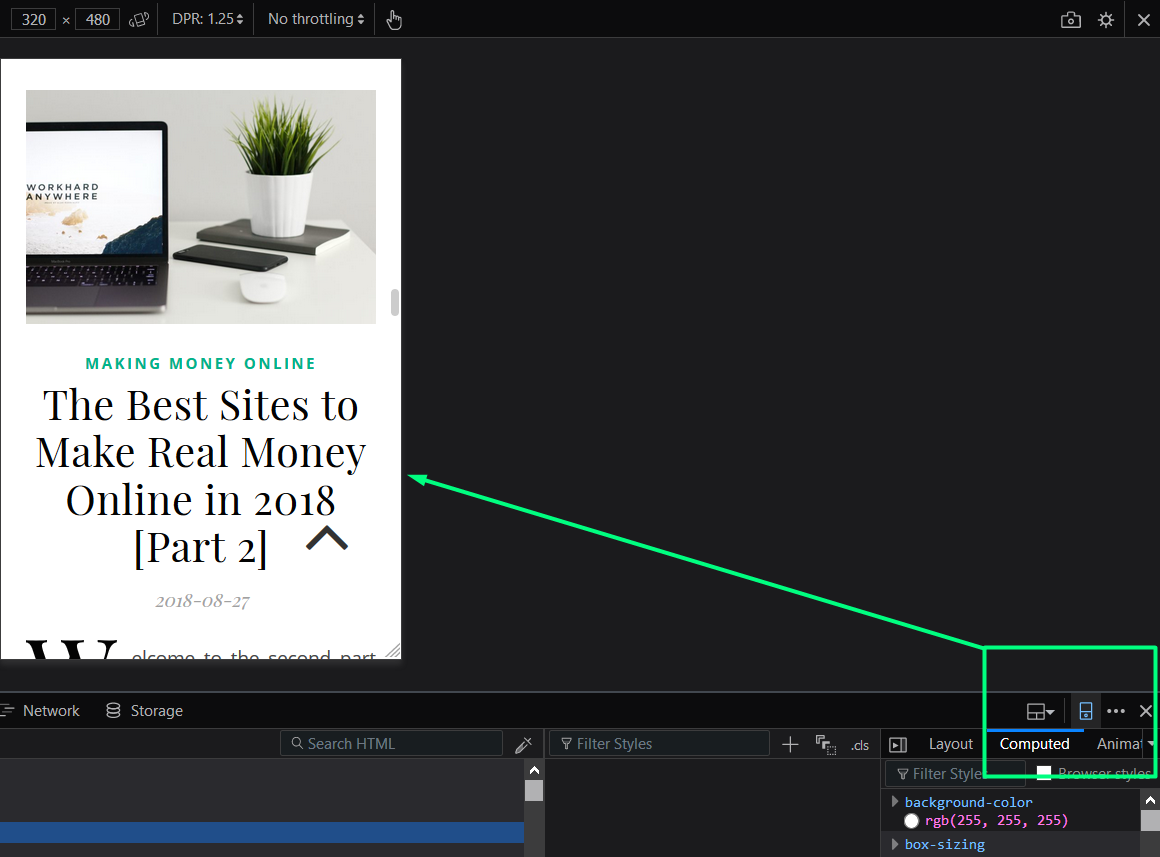 320 × 480 DPR: 1.25 No throttling
WORKHARD
ANYWHERE
MAKING MONEY ONLINE
The Best Sites to
Make Real Money
Online in 2018
[Part 2]
2018-08-27
W elcome to the second part
Network Storage
Search HTML Filter Styles .cls Layout Computed Animat
Filter Style Browser styles
background-color
rgb(255, 255, 255)
box-sizing